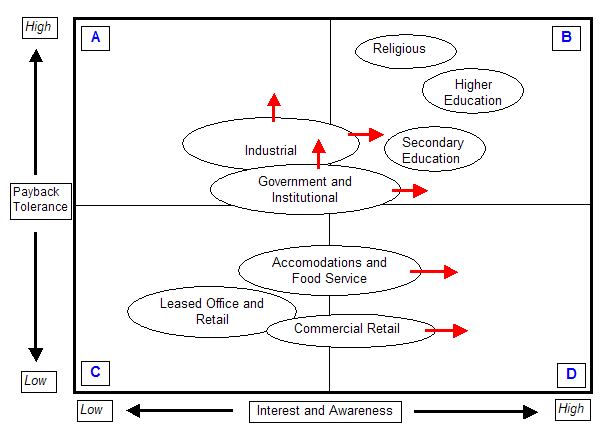 High
A
B
Religious
Higher
Education
Industrial
Secondary
Education
Government and
Institutional
Payback
Tolerance
Accomodations and
Food Service
Leased Office and
Retail
Commercial Retail
C
D
Low
Low
Interest and Awareness
High